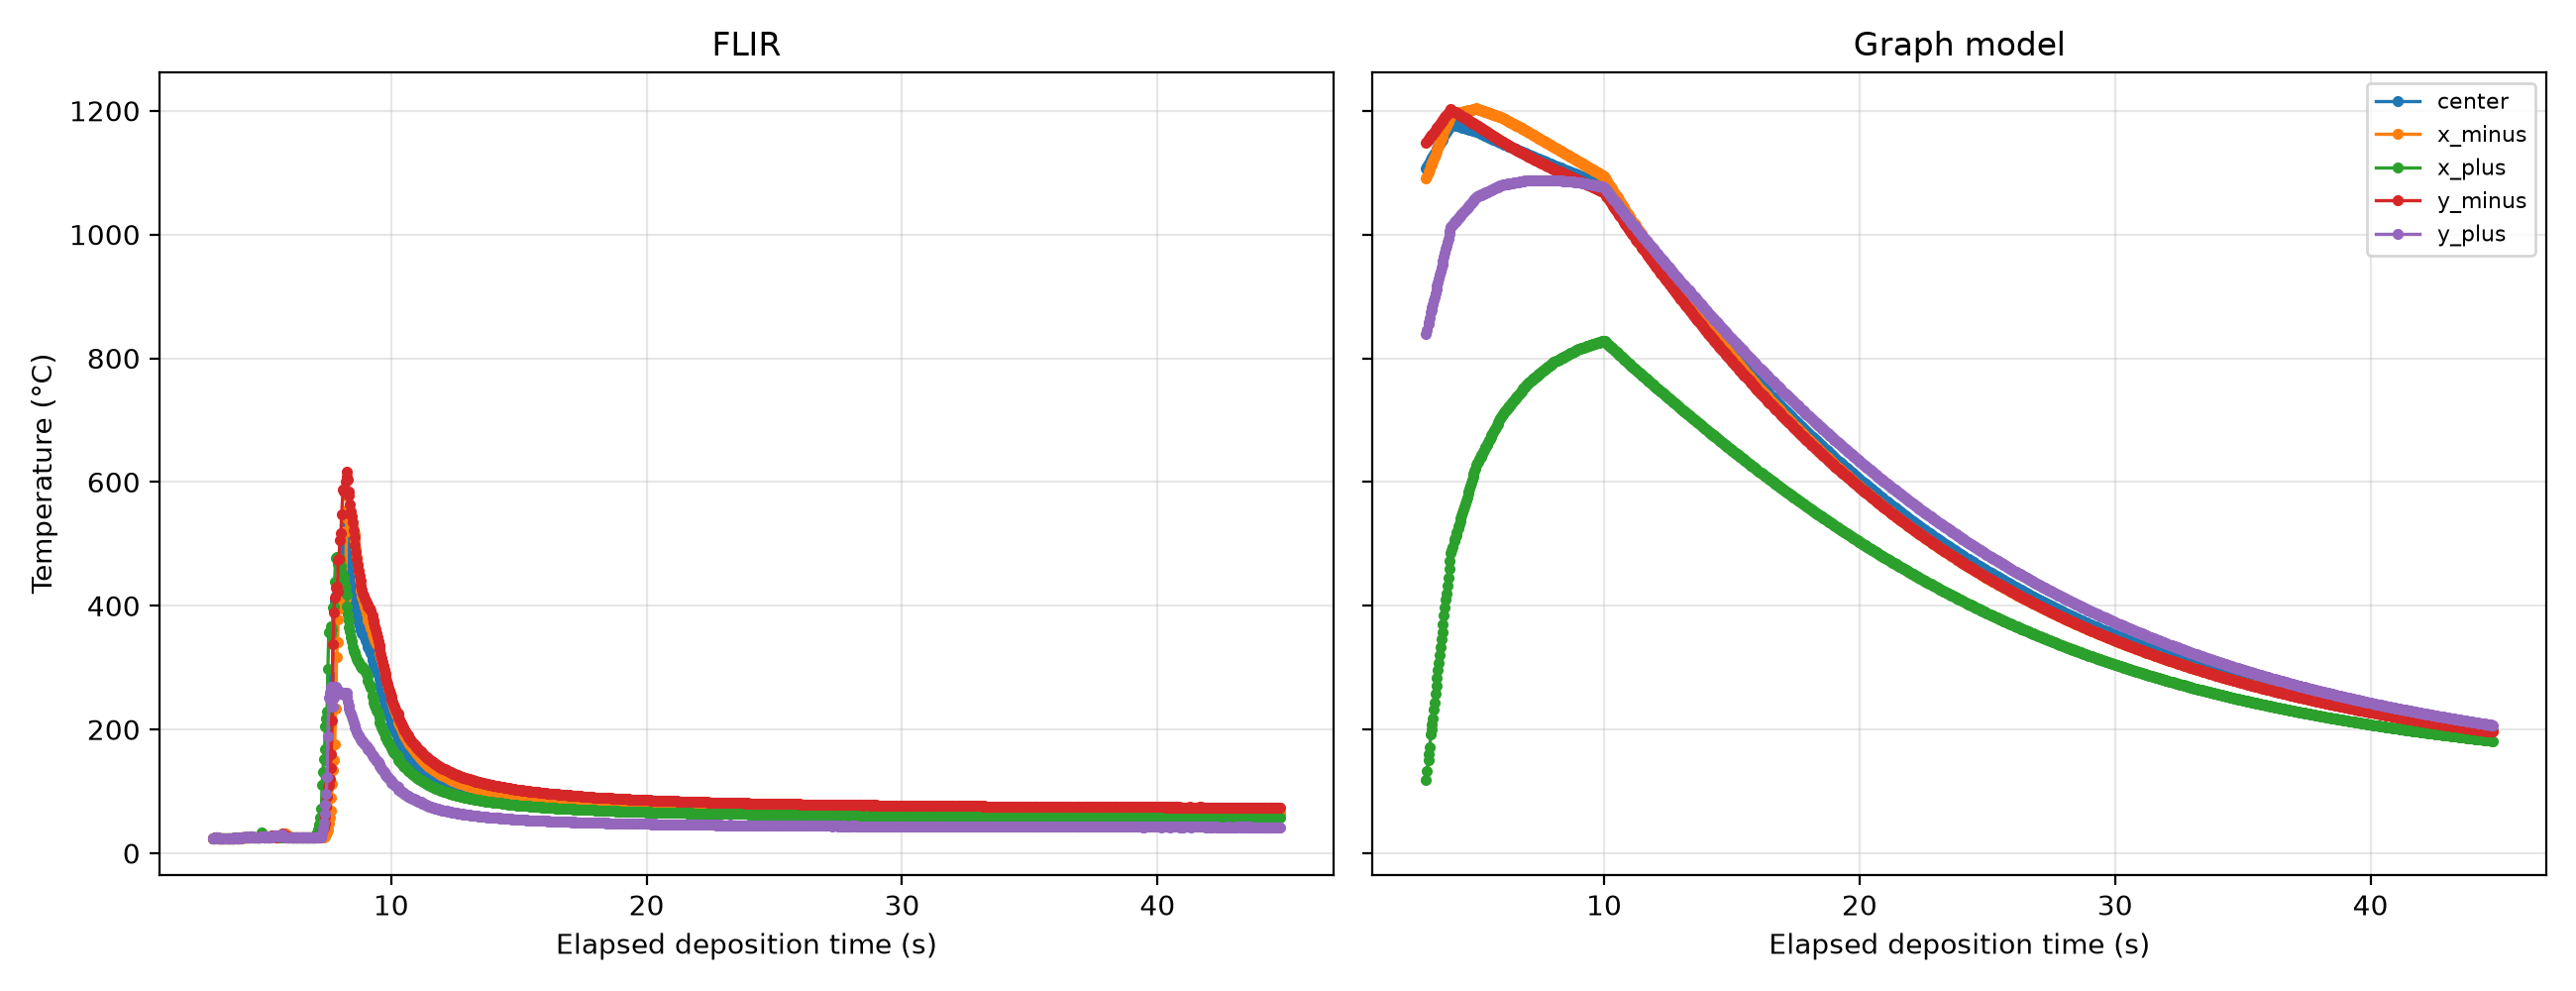 FLIR
Graph model
Temperature (°C)
1200
1000
800
600
400
200
0
10 20 30 40
Elapsed deposition time (s)
10 20 30 40
Elapsed deposition time (s)
center
x_minus
x_plus
y_minus
y_plus